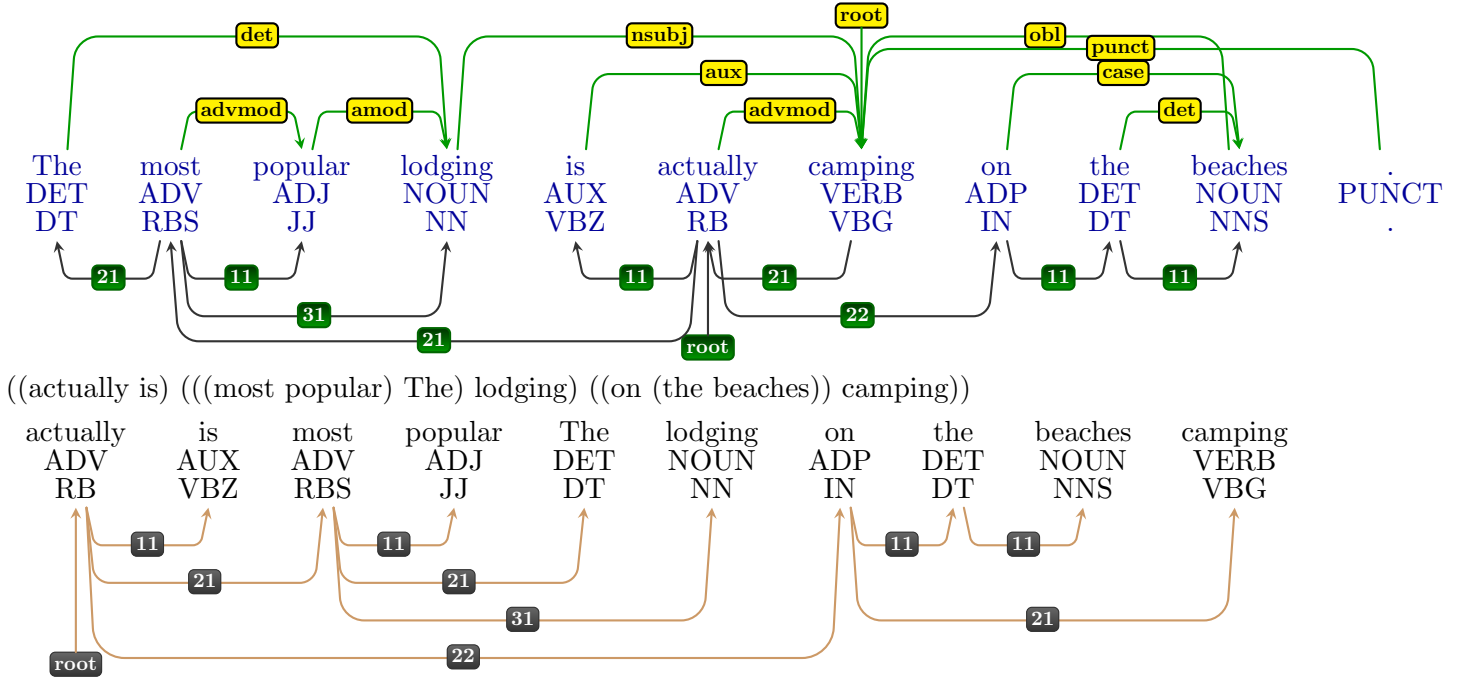 root
det nsubj obl
punct
aux case
advmod amod advmod det
The most popular lodging is actually camping on the beaches .
DET ADV ADJ NOUN AUX ADV VERB ADP DET NOUN PUNCT
DT RBS JJ NN VBZ RB VBG IN DT NNS .
21 11 11 21 11 11
31 22
21 root
((actually is) (((most popular) The) lodging) ((on (the beaches)) camping))
actually is most popular The lodging on the beaches camping
ADV AUX ADV ADJ DET NOUN ADP DET NOUN VERB
RB VBZ RBS JJ DT NN IN DT NNS VBG
11 11 11 11
21 21
31 21
root 22